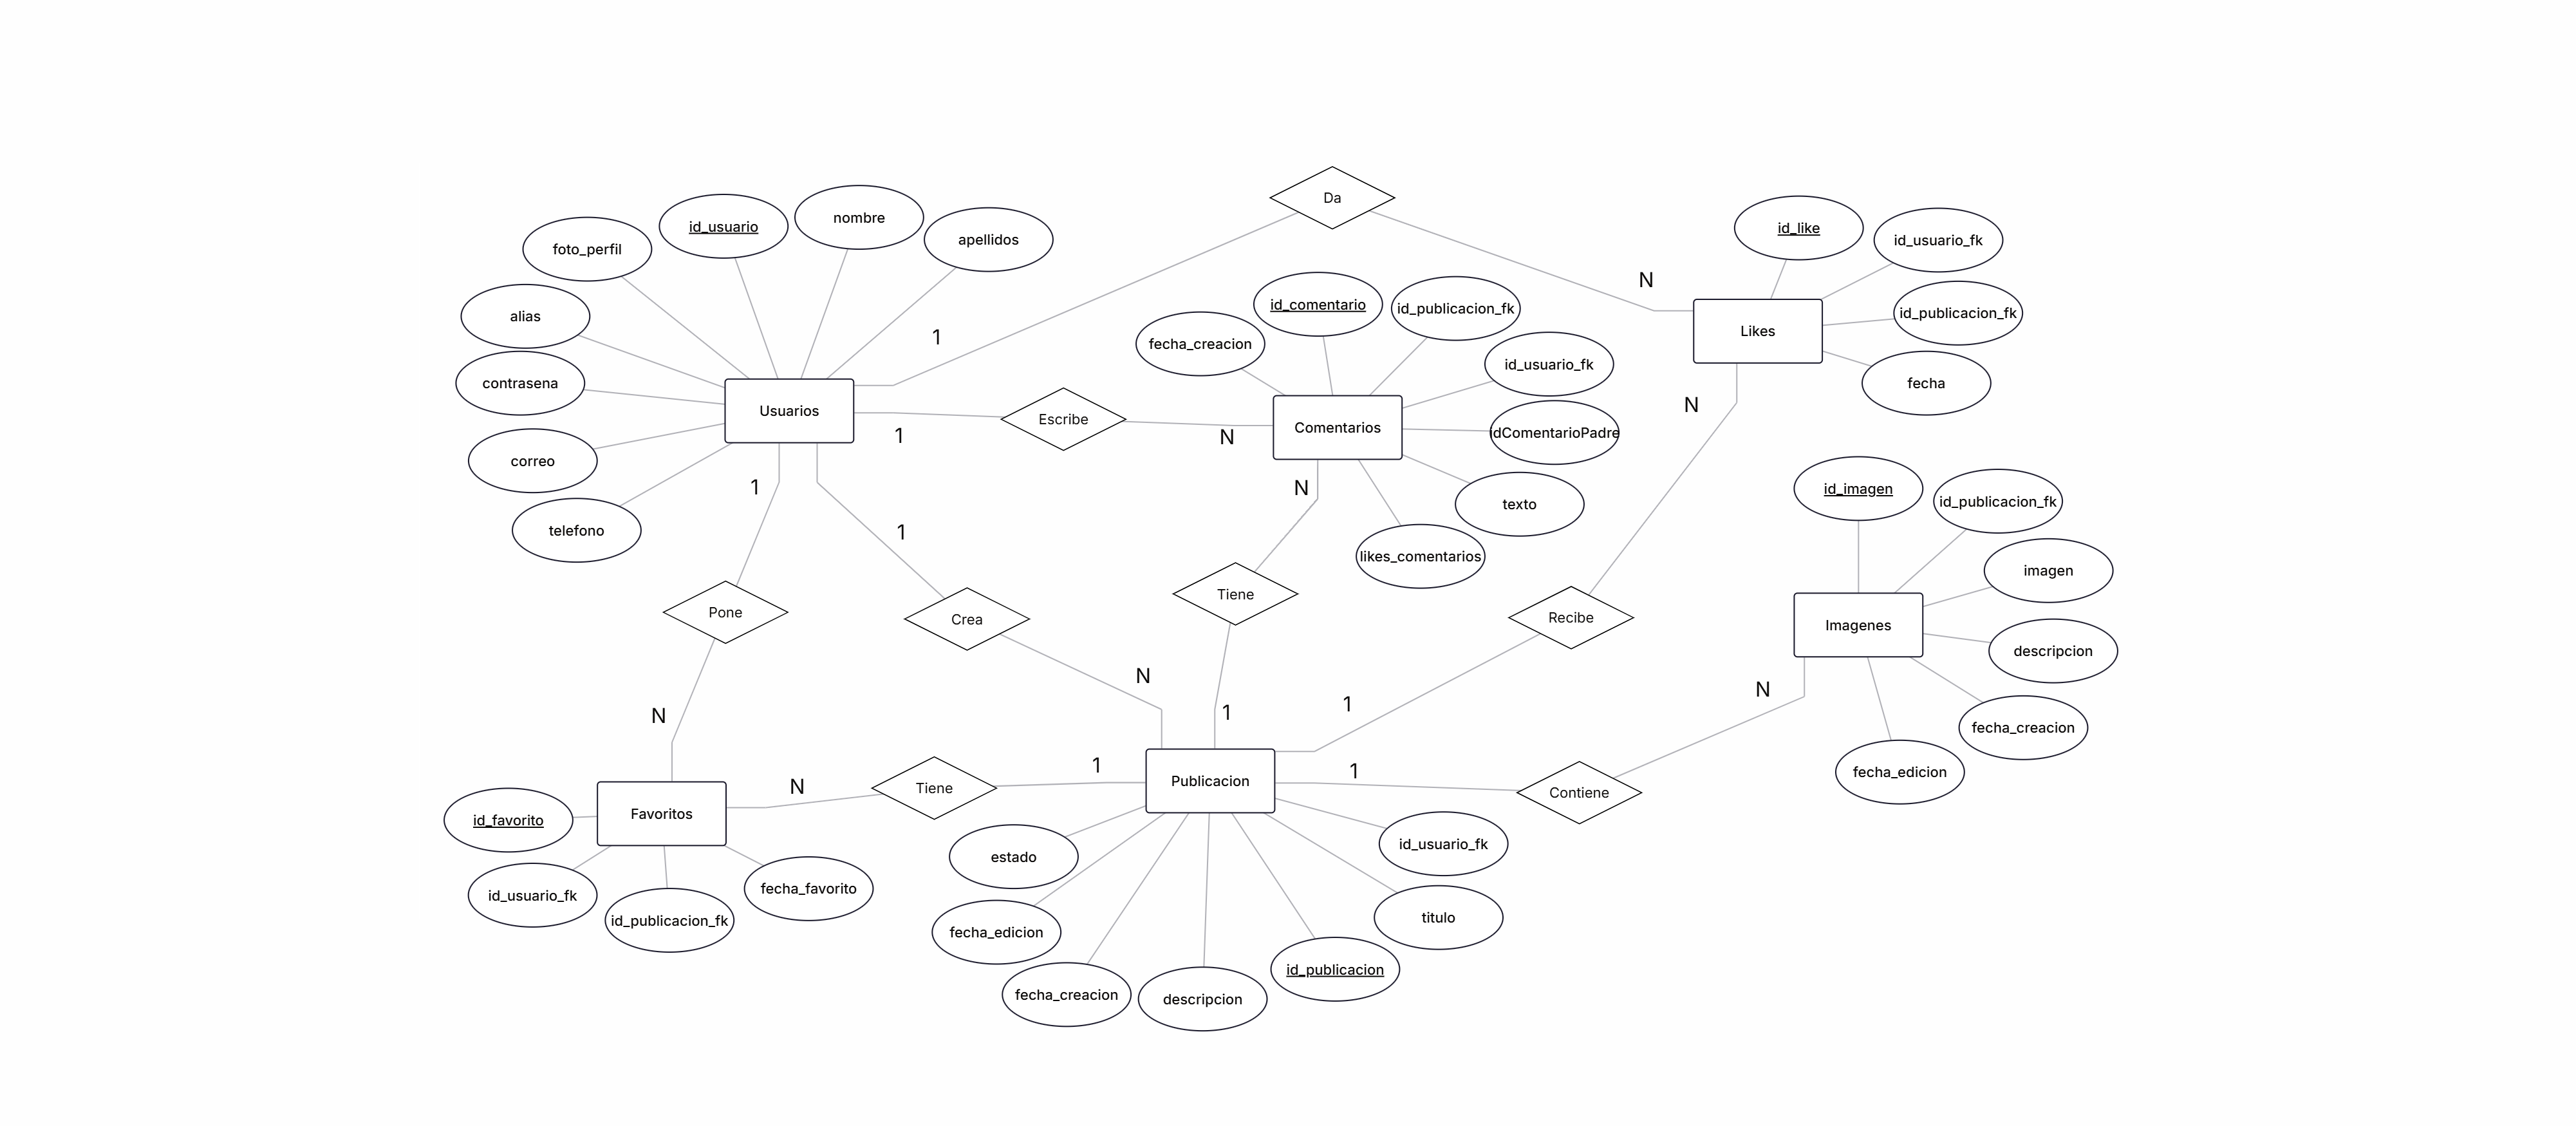 Da
id_usuario
nombre
foto_perfil
apellidos
id_like
id_usuario_fk
alias
1
N
id_comentario
id_publicacion_fk
id_publicacion_fk
Likes
fecha_creacion
contrasena
id_usuario_fk
fecha
Usuarios
Escribe
1
N
Comentarios
idComentarioPadre
N
correo
1
N
texto
id_imagen
id_publicacion_fk
telefono
1
likes_comentarios
imagen
Pone
Crea
Tiene
Recibe
Imagenes
descripcion
N
N
1
1
N
fecha_creacion
N
1
1
fecha_edicion
Publicacion
Tiene
Contiene
Favoritos
id_favorito
estado
id_usuario_fk
id_usuario_fk
id_publicacion_fk
fecha_favorito
titulo
fecha_edicion
id_publicacion
fecha_creacion
descripcion